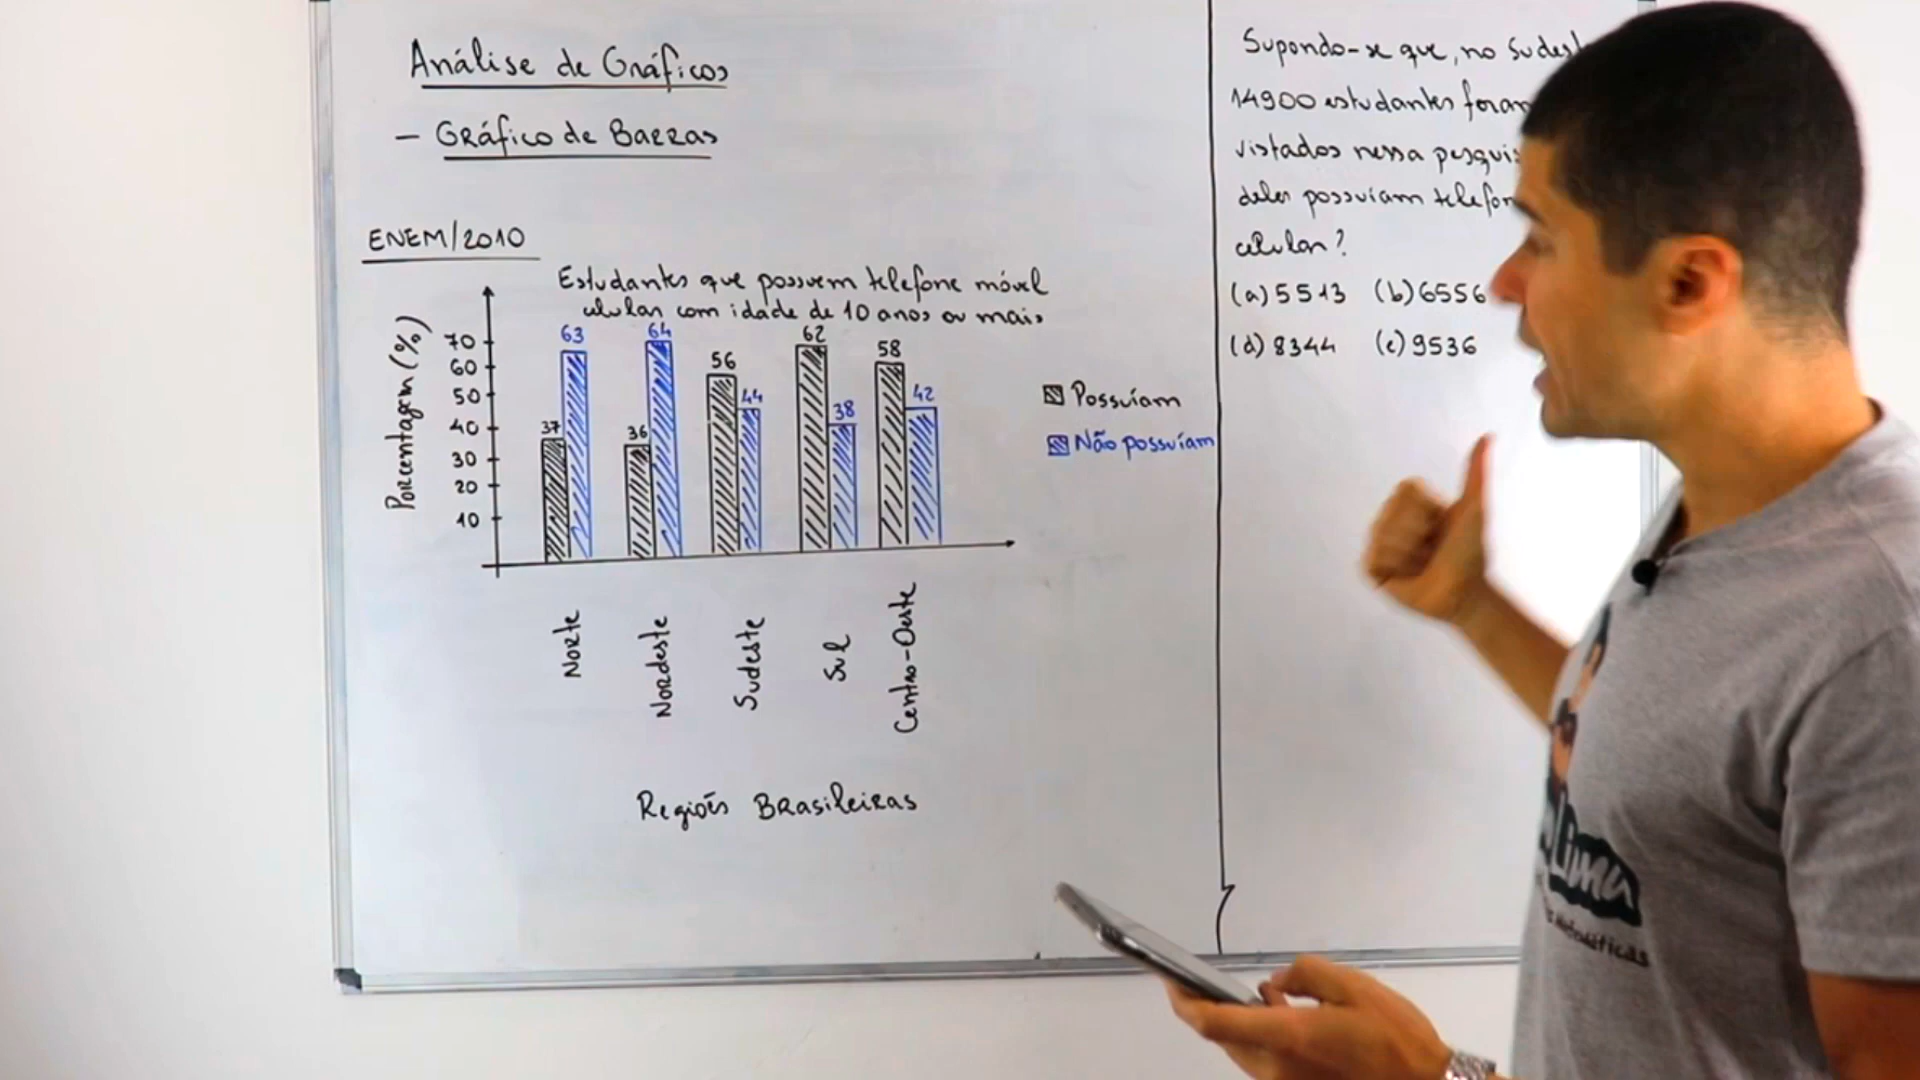 Análise de Gráficos
- Gráfico de Barras
ENEM/2010
Estudantes que possuem telefone móvel
celular com idade de 10 anos ou mais
Porcentagem (%)
70
60
50
40
30
20
10
37 63
36 64
56 44
62 38
58 42
Possuíam
Não possuíam
Norte
Nordeste
Sudeste
Sul
Centro-Oeste
Regiões Brasileiras
Supondo-se que, no
14900 estudantes
vistados nessa
deles possuíam
celular?
(a) 5513 (b) 6556
(d) 8344 (e) 9536
Lima